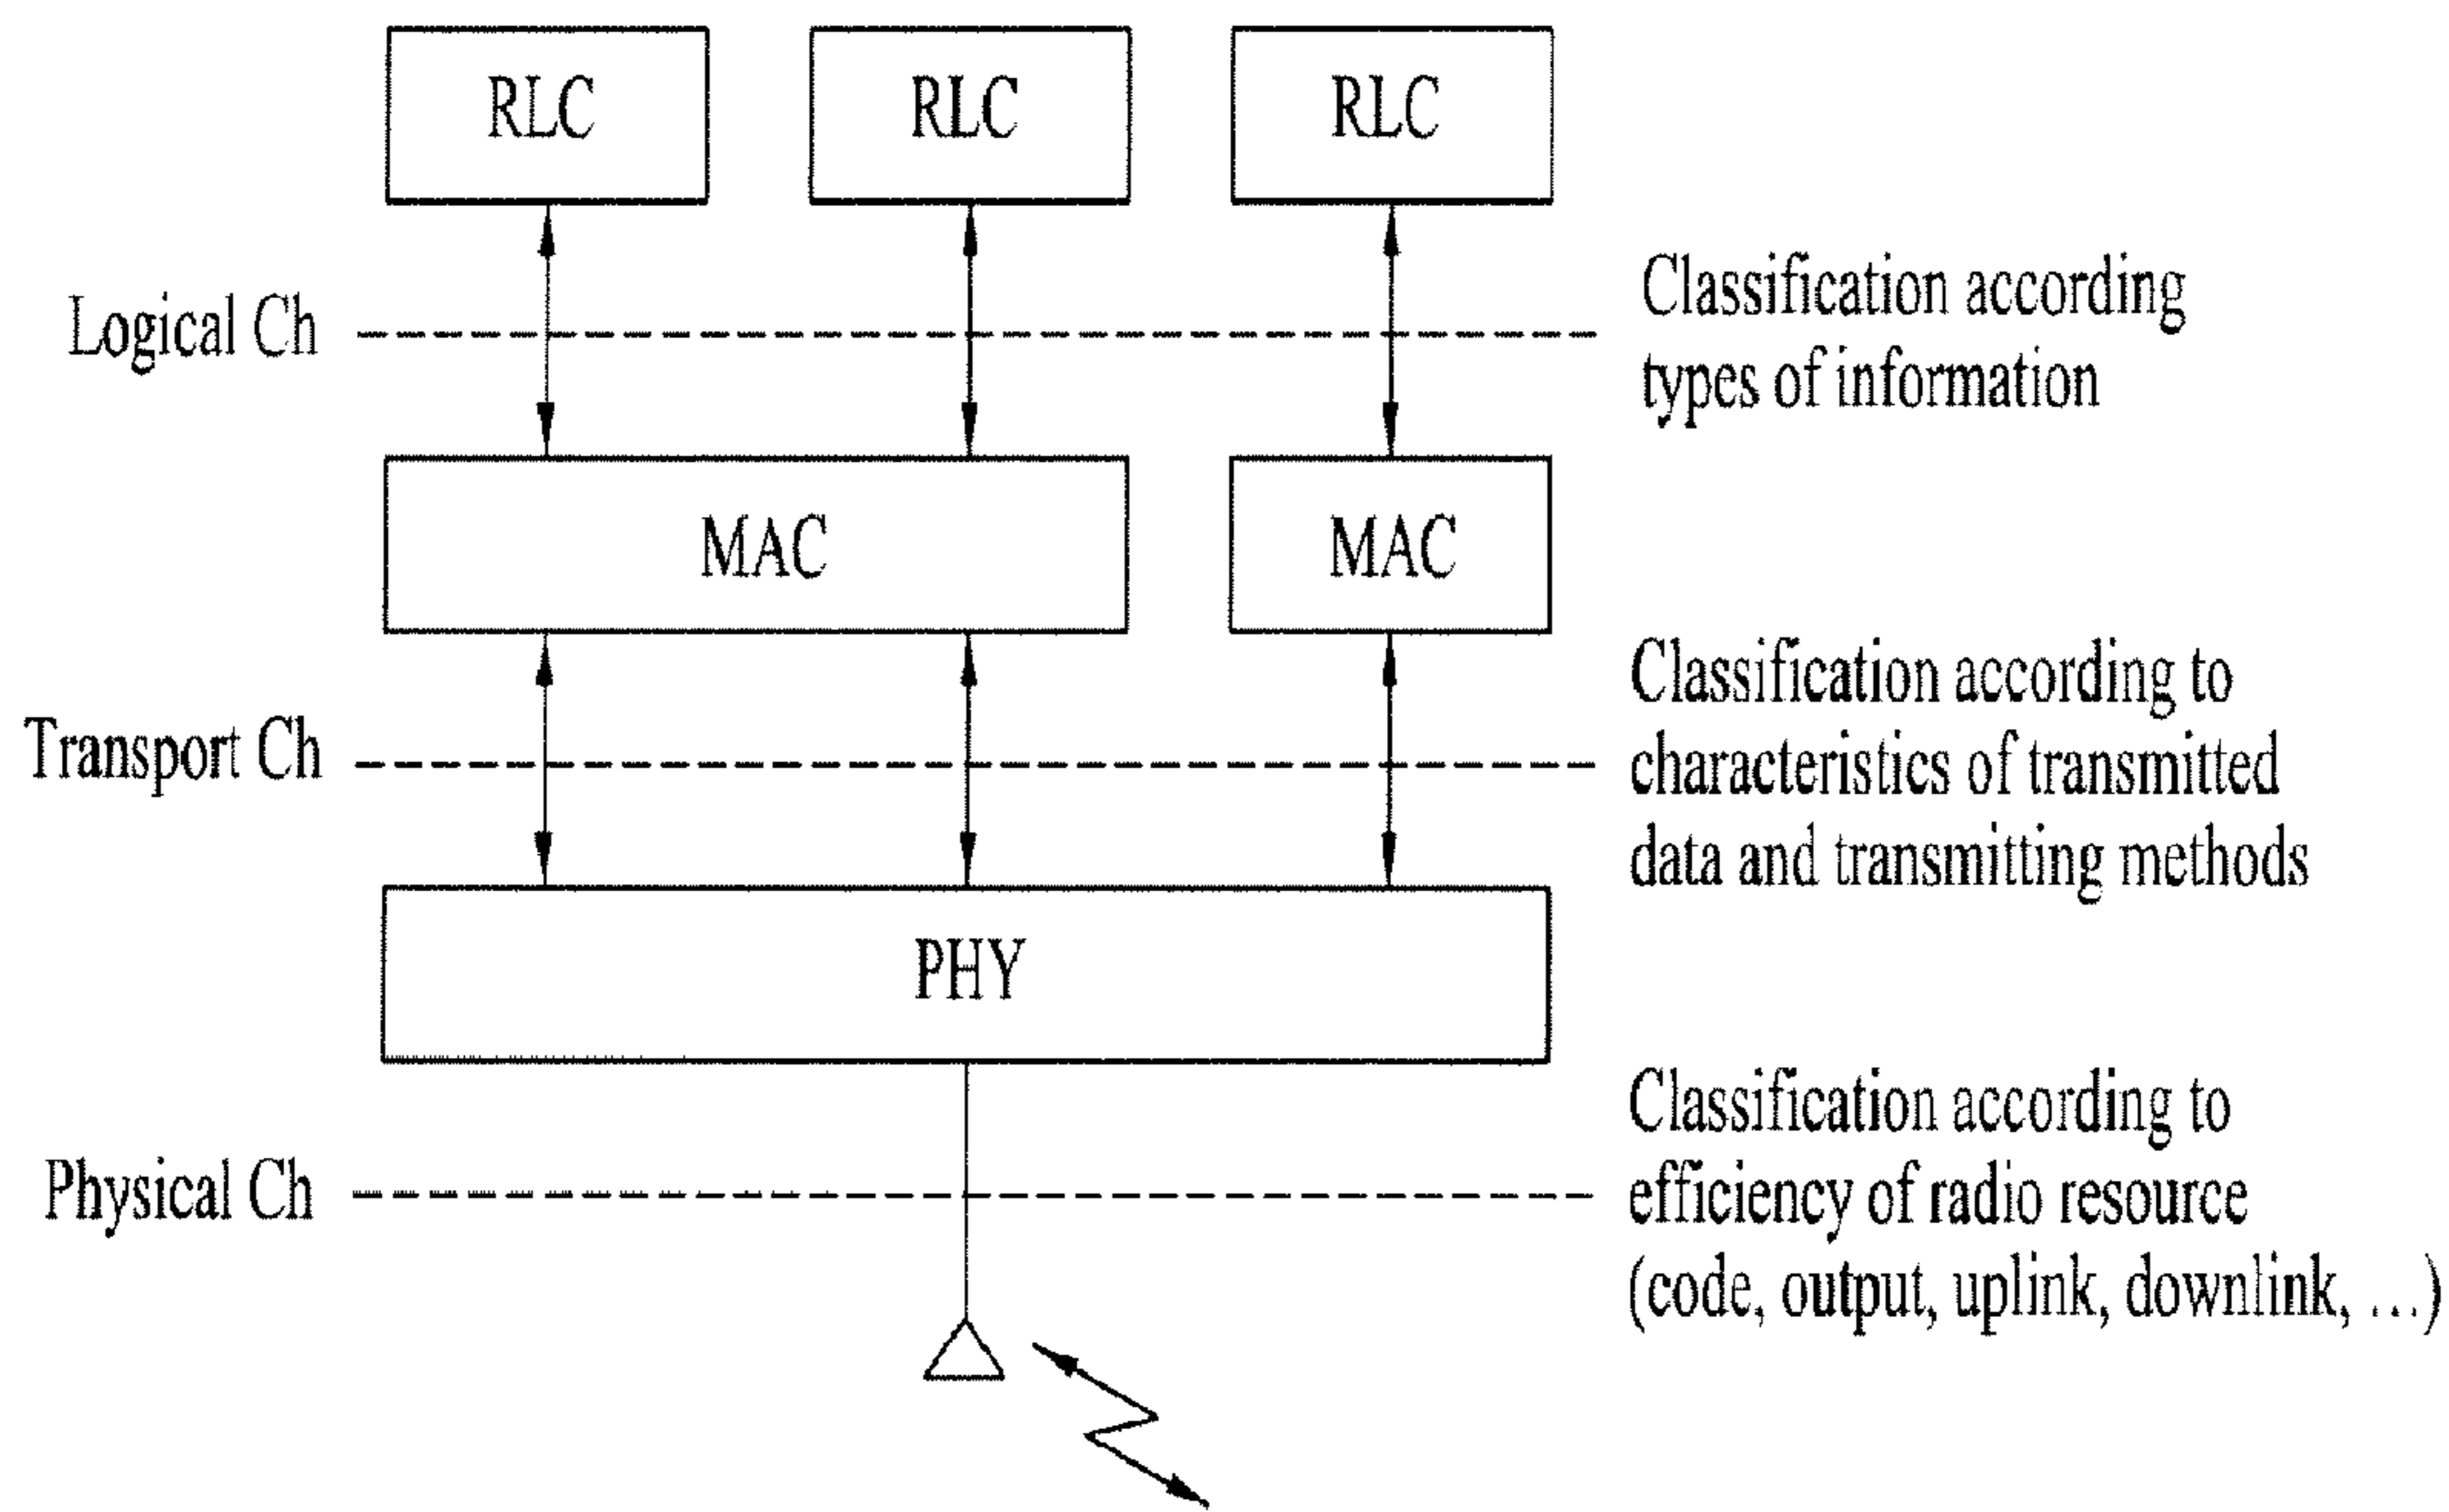 RLC
RLC
RLC
Logical Ch
Classification according
types of information
MAC
MAC
Transport Ch
Classification according to
characteristics of transmitted
data and transmitting methods
PHY
Physical Ch
Classification according to
efficiency of radio resource
(code, output, uplink, downlink, ...)